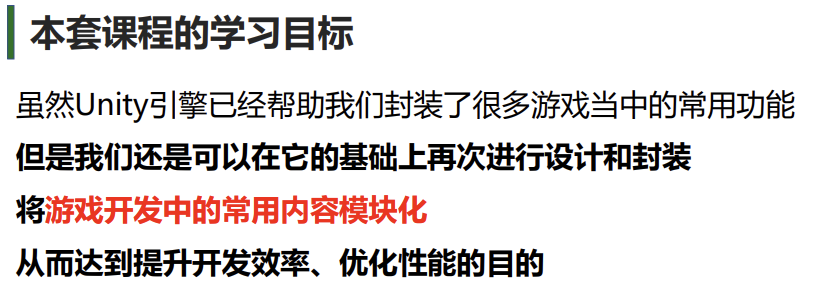 本套课程的学习目标
虽然Unity引擎已经帮助我们封装了很多游戏当中的常用功能
但是我们还是可以在它的基础上再次进行设计和封装
将游戏开发中的常用内容模块化
从而达到提升开发效率、优化性能的目的